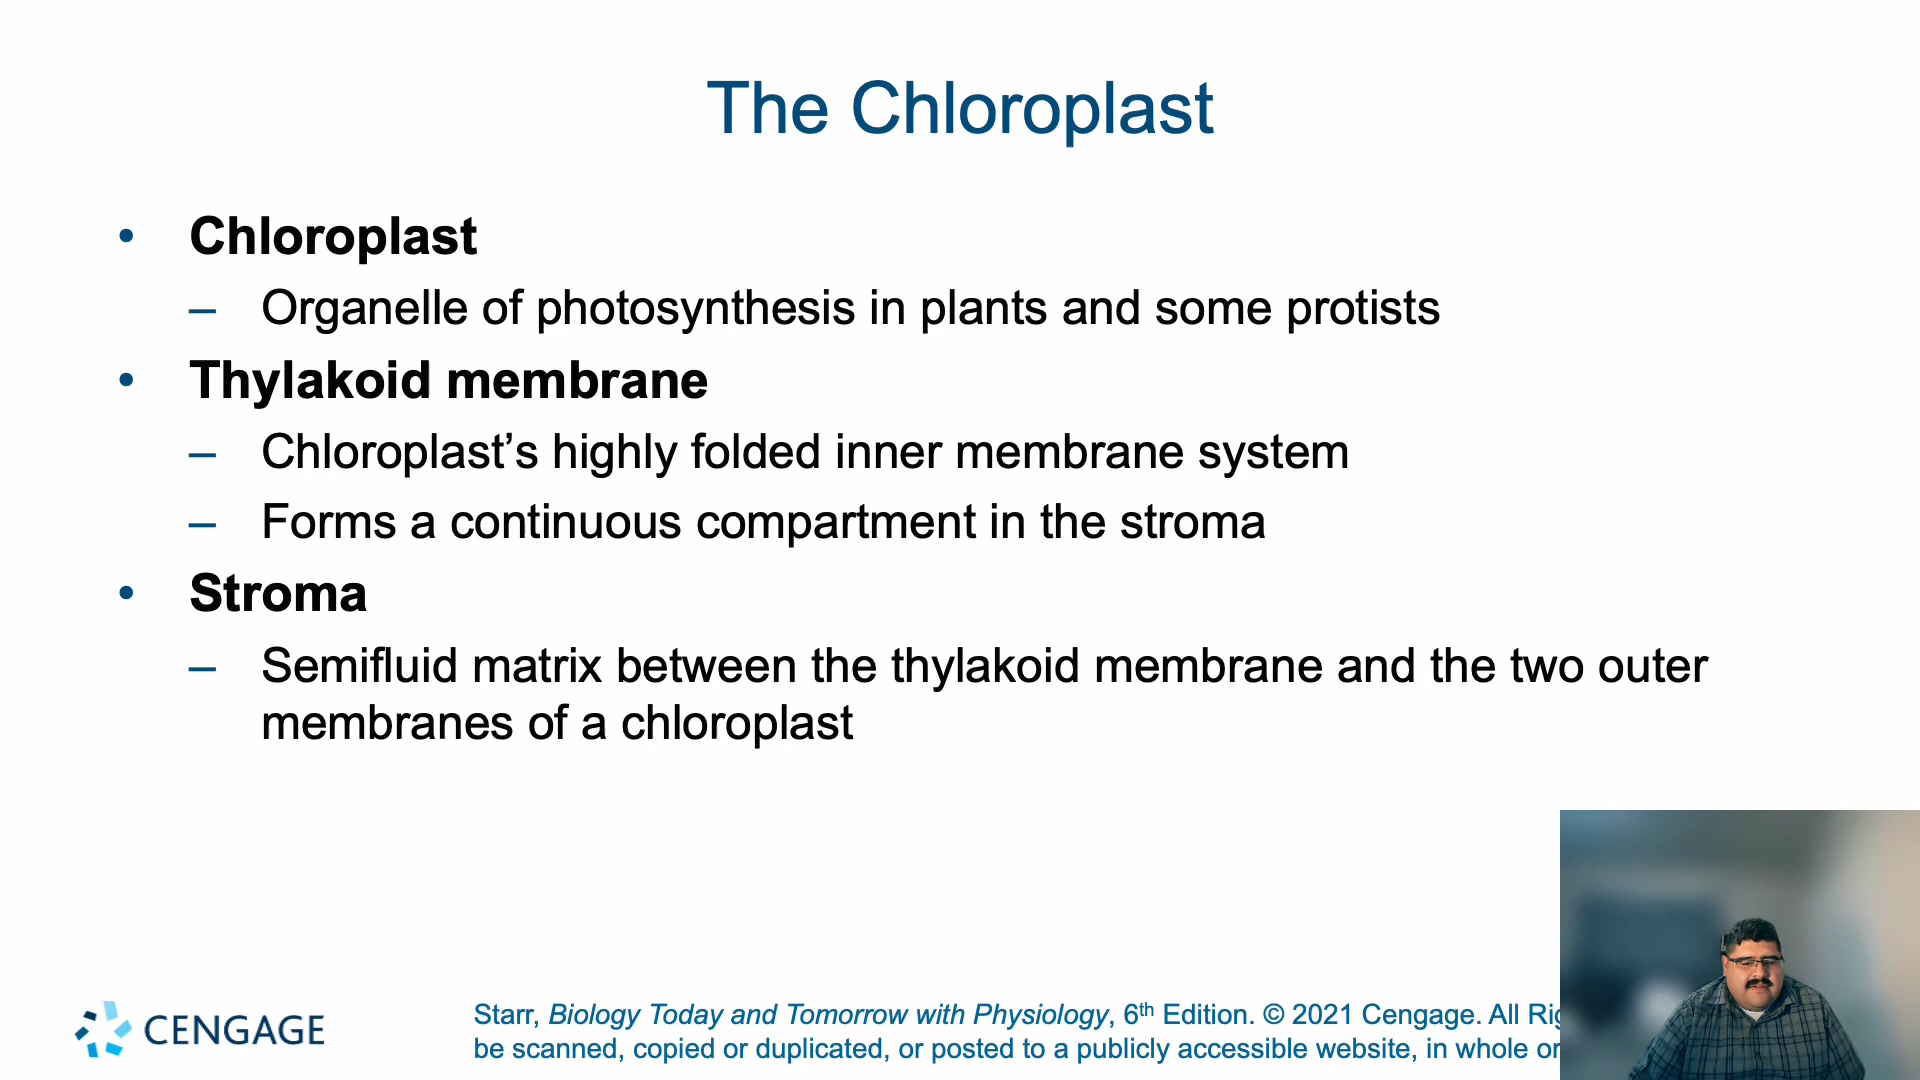 The Chloroplast
• Chloroplast
– Organelle of photosynthesis in plants and some protists
• Thylakoid membrane
– Chloroplast’s highly folded inner membrane system
– Forms a continuous compartment in the stroma
• Stroma
– Semifluid matrix between the thylakoid membrane and the two outer
membranes of a chloroplast
CENGAGE
Starr, Biology Today and Tomorrow with Physiology, 6th Edition. © 2021 Cengage. All
be scanned, copied or duplicated, or posted to a publicly accessible website, in whole or